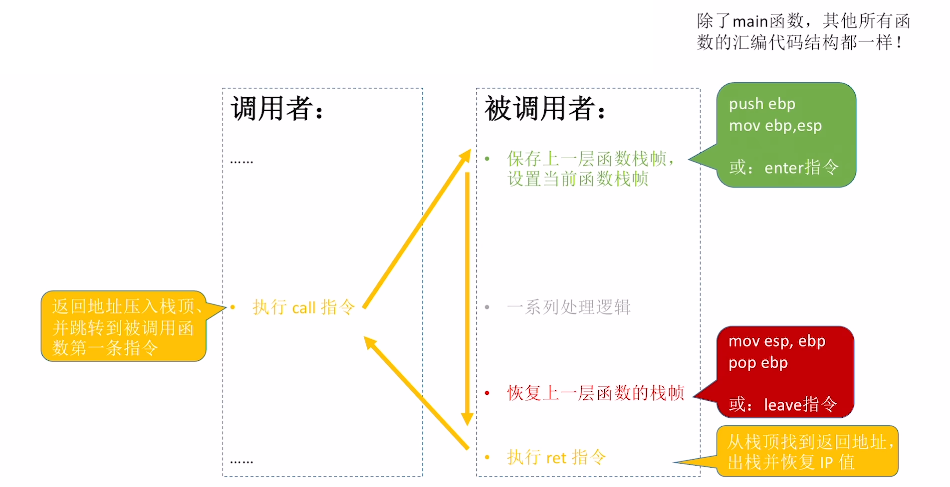 除了main函数，其他所有函
数的汇编代码结构都一样！
调用者：
……
返回地址压入栈顶、
并跳转到被调用函
数第一条指令
• 执行 call 指令
……
被调用者：
• 保存上一层函数栈帧，
设置当前函数栈帧
push ebp
mov ebp,esp
或：enter指令
• 一系列处理逻辑
• 恢复上一层函数的栈帧
mov esp, ebp
pop ebp
或：leave指令
• 执行 ret 指令
从栈顶找到返回地址，
出栈并恢复 IP 值